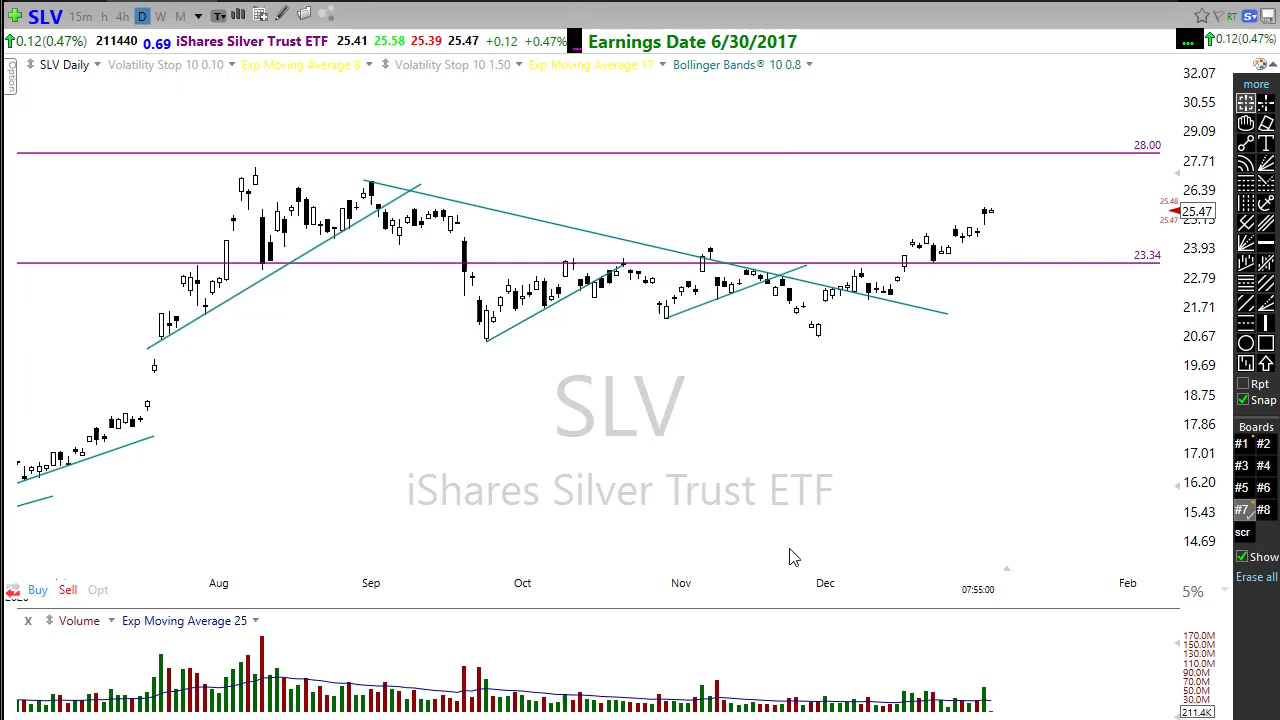 SLV 15m h 4h D W M T
0.12(0.47%) 211440 0.69 iShares Silver Trust ETF 25.41 25.58 25.39 25.47 +0.12 +0.47% ... Earnings Date 6/30/2017 ... 0.12(0.47%)
RT S
Option
SLV Daily Volatility Stop 10 0.10 Exp Moving Average 8 Volatility Stop 10 1.50 Exp Moving Average 17 Bollinger Bands® 10 0.8
32.07
30.55
29.09
28.00
27.71
26.39
25.48
25.47
25.47
23.93
23.34
22.79
21.71
20.67
19.69
18.75
17.86
17.01
16.20
15.43
14.69
SLV
iShares Silver Trust ETF
more
T
Rpt
Snap
Boards
#1 #2
#3 #4
#5 #6
#7 #8
scr
Show
Erase all
Aug Sep Oct Nov Dec Feb
07:55:00
5%
Buy Sell Opt
X Volume Exp Moving Average 25
170.0M
150.0M
130.0M
110.0M
90.0M
70.0M
50.0M
30.0M
211.4K